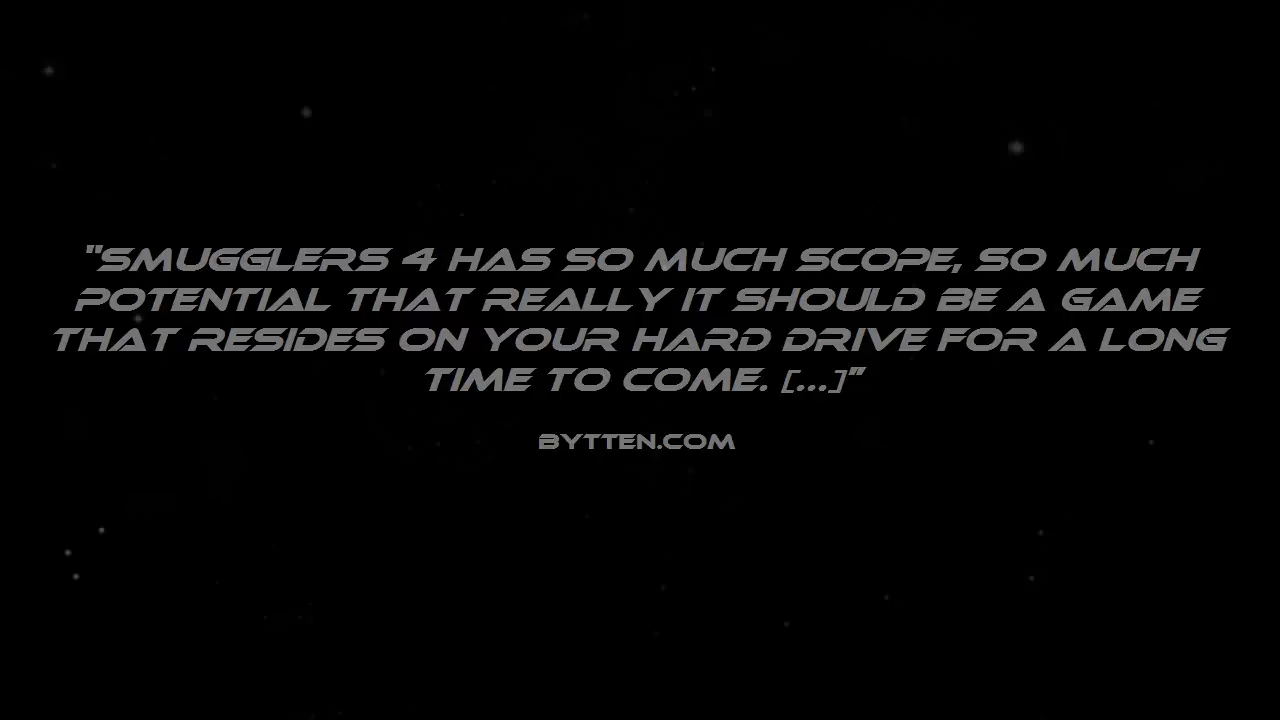 "SMUGGLERS 4 HAS SO MUCH SCOPE, SO MUCH
POTENTIAL THAT REALLY IT SHOULD BE A GAME
THAT RESIDES ON YOUR HARD DRIVE FOR A LONG
TIME TO COME. [...]"
BYTTEN.COM